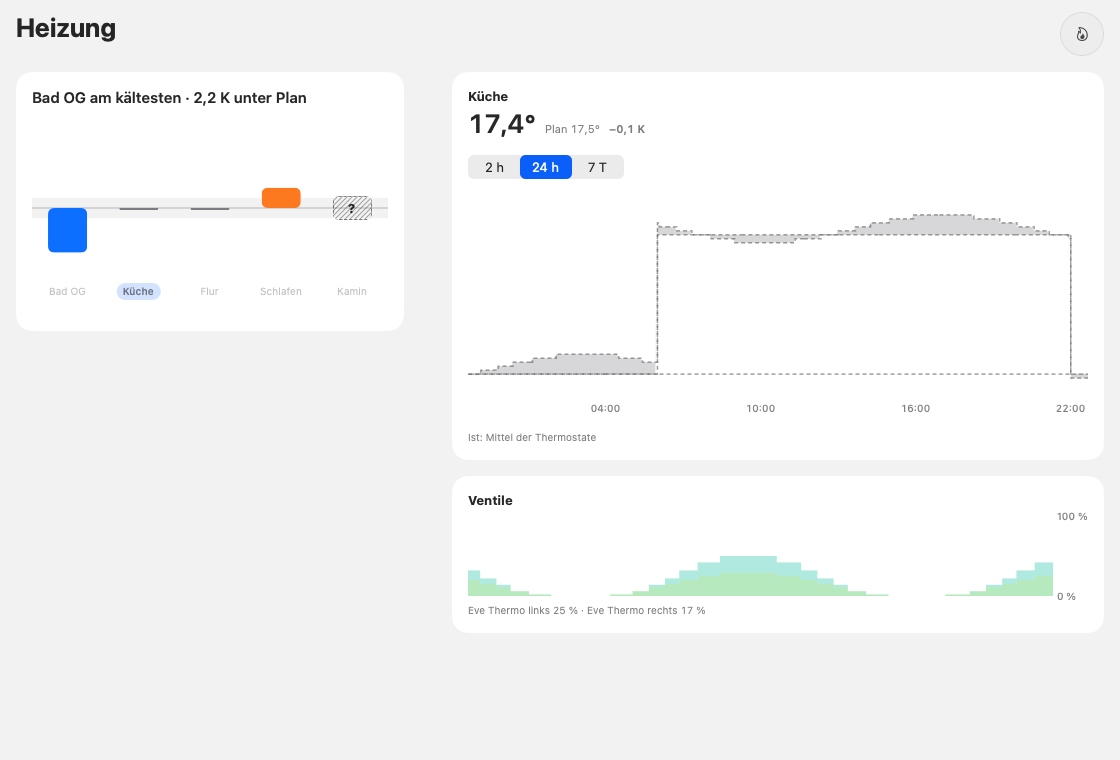 Heizung
Bad OG am kältesten · 2,2 K unter Plan
?
Bad OG Küche Flur Schlafen Kamin
Küche
17,4° Plan 17,5° −0,1 K
2 h 24 h 7 T
04:00 10:00 16:00 22:00
Ist: Mittel der Thermostate
Ventile
100 %
0 %
Eve Thermo links 25 % · Eve Thermo rechts 17 %